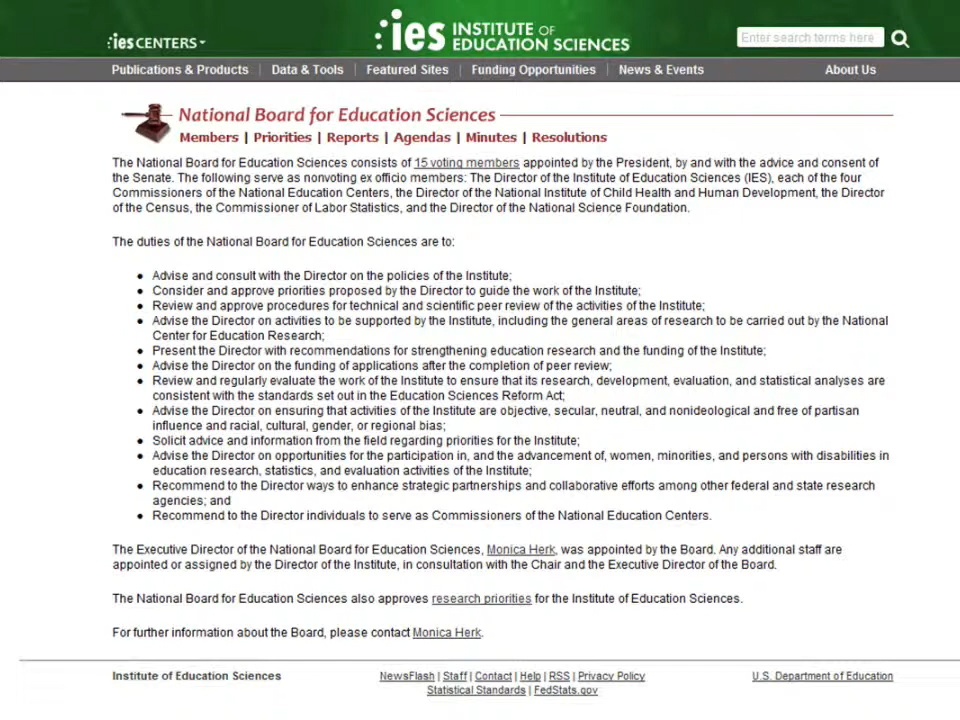 ies CENTERS
ies INSTITUTE OF
EDUCATION SCIENCES
Enter search terms here
Publications & Products | Data & Tools | Featured Sites | Funding Opportunities | News & Events
About Us
National Board for Education Sciences
Members | Priorities | Reports | Agendas | Minutes | Resolutions
The National Board for Education Sciences consists of 15 voting members appointed by the President, by and with the advice and consent of
the Senate. The following serve as nonvoting ex officio members: The Director of the Institute of Education Sciences (IES), each of the four
Commissioners of the National Education Centers, the Director of the National Institute of Child Health and Human Development, the Director
of the Census, the Commissioner of Labor Statistics, and the Director of the National Science Foundation.
The duties of the National Board for Education Sciences are to:
● Advise and consult with the Director on the policies of the Institute;
● Consider and approve priorities proposed by the Director to guide the work of the Institute;
● Review and approve procedures for technical and scientific peer review of the activities of the Institute;
● Advise the Director on activities to be supported by the Institute, including the general areas of research to be carried out by the National
Center for Education Research;
● Present the Director with recommendations for strengthening education research and the funding of the Institute;
● Advise the Director on the funding of applications after the completion of peer review;
● Review and regularly evaluate the work of the Institute to ensure that its research, development, evaluation, and statistical analyses are
consistent with the standards set out in the Education Sciences Reform Act;
● Advise the Director on ensuring that activities of the Institute are objective, secular, neutral, and nonideological and free of partisan
influence and racial, cultural, gender, or regional bias;
● Solicit advice and information from the field regarding priorities for the Institute;
● Advise the Director on opportunities for the participation in, and the advancement of, women, minorities, and persons with disabilities in
education research, statistics, and evaluation activities of the Institute;
● Recommend to the Director ways to enhance strategic partnerships and collaborative efforts among other federal and state research
agencies; and
● Recommend to the Director individuals to serve as Commissioners of the National Education Centers.
The Executive Director of the National Board for Education Sciences, Monica Herk, was appointed by the Board. Any additional staff are
appointed or assigned by the Director of the Institute, in consultation with the Chair and the Executive Director of the Board.
The National Board for Education Sciences also approves research priorities for the Institute of Education Sciences.
For further information about the Board, please contact Monica Herk.
Institute of Education Sciences
NewsFlash | Staff | Contact | Help | RSS | Privacy Policy
Statistical Standards | FedStats.gov
U.S. Department of Education